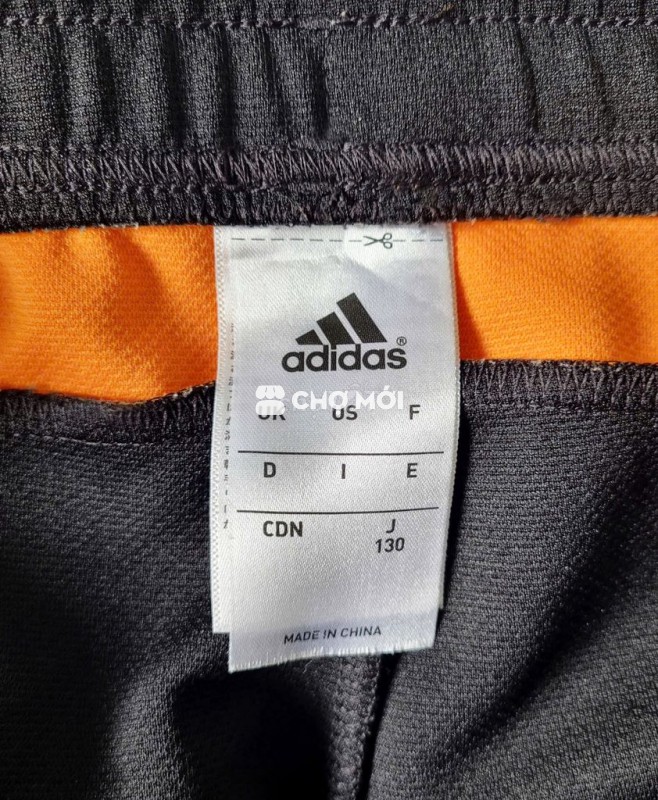 adidas®
CHỢ MỚI
UK US F
D I E
CDN J
130
MADE IN CHINA